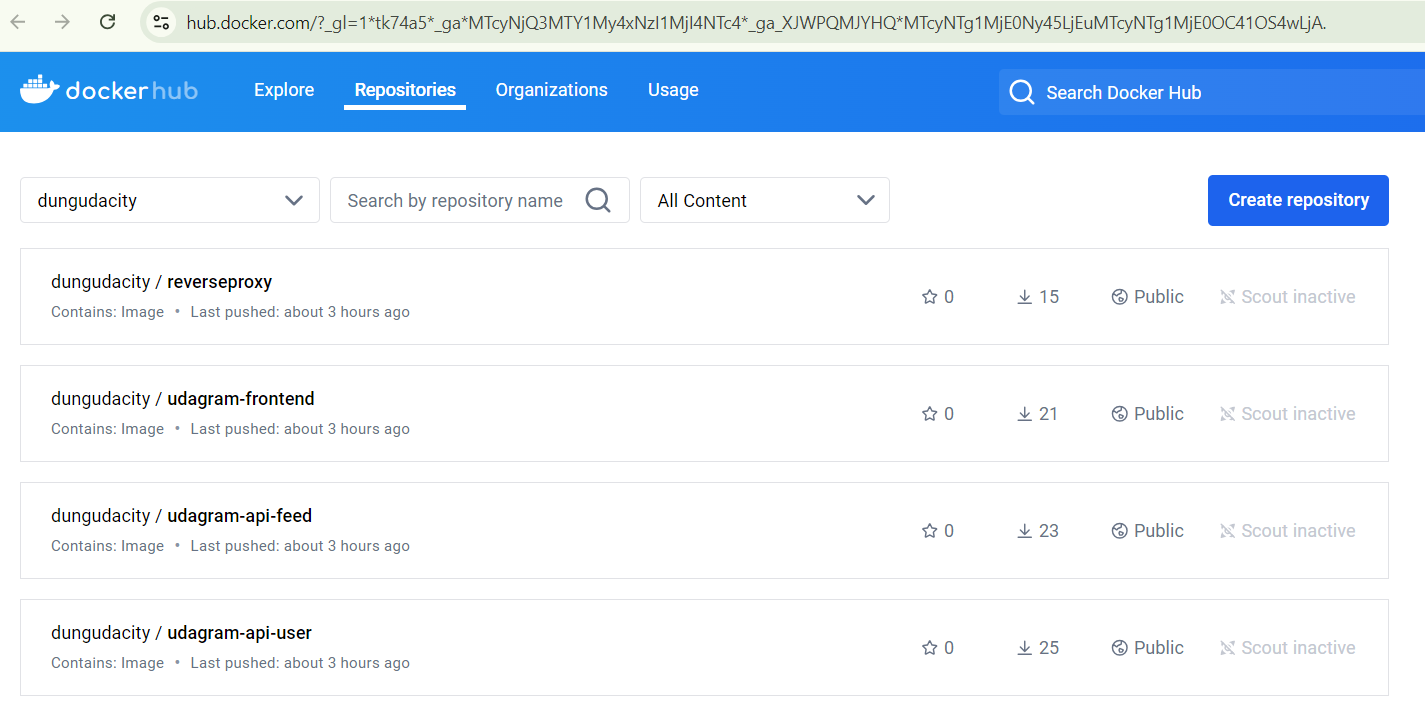 hub.docker.com/?_gl=1*tk74a5*_ga*MTcyNjQ3MTY1My4xNzI1MjI4NTc4*_ga_XJWPQMJYHQ*MTcyNTg1MjE0Ny45LjEuMTcyNTg1MjE0OC41OS4wLjA.
dockerhub Explore Repositories Organizations Usage Search Docker Hub
dungudacity Search by repository name All Content Create repository
dungudacity / reverseproxy
Contains: Image • Last pushed: about 3 hours ago
0 15 Public Scout inactive
dungudacity / udagram-frontend
Contains: Image • Last pushed: about 3 hours ago
0 21 Public Scout inactive
dungudacity / udagram-api-feed
Contains: Image • Last pushed: about 3 hours ago
0 23 Public Scout inactive
dungudacity / udagram-api-user
Contains: Image • Last pushed: about 3 hours ago
0 25 Public Scout inactive